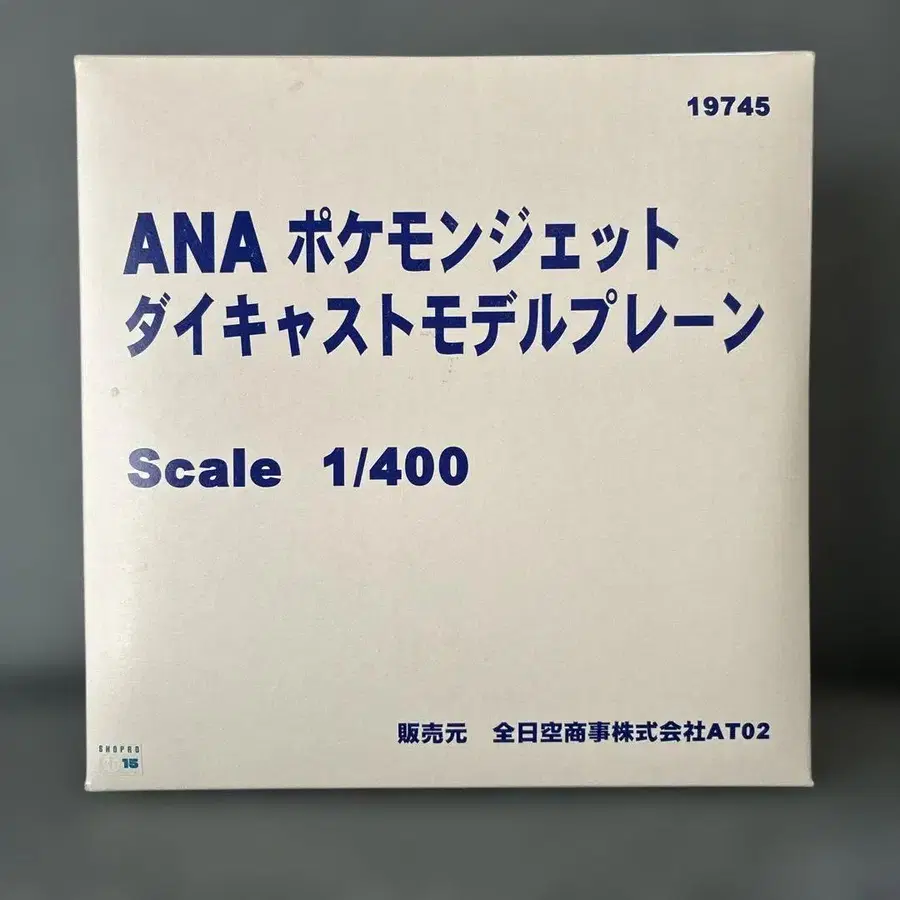 19745
ANA ポケモンジェット
ダイキャストモデルプレーン
Scale 1/400
販売元 全日空商事株式会社AT02
SHOPRO
15